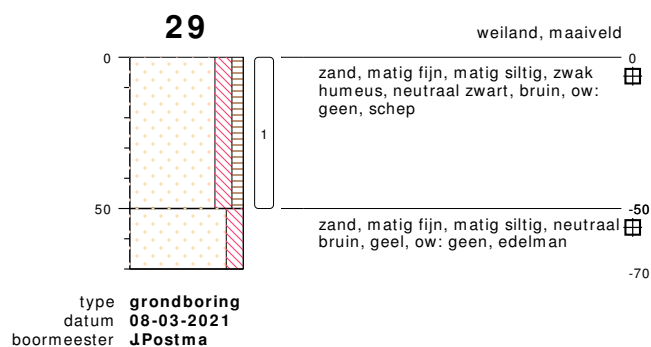 29
weiland, maaiveld
0
0
zand, matig fijn, matig siltig, zwak
humeus, neutraal zwart, bruin, ow:
geen, schep
1
50
-50
zand, matig fijn, matig siltig, neutraal
bruin, geel, ow: geen, edelman
-70
type grondboring
datum 08-03-2021
boormeester J.Postma